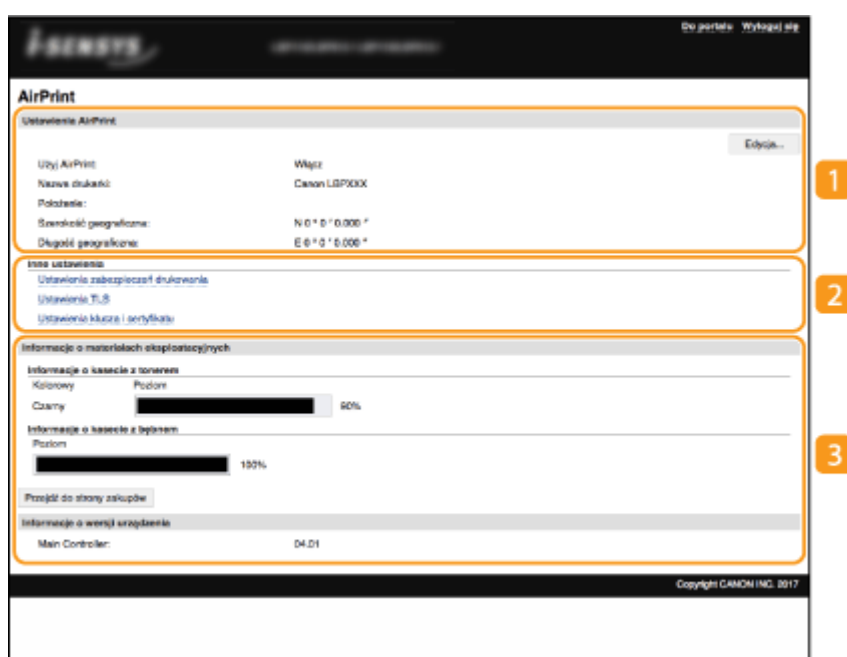 Do portalu Wyloguj się
i-SENSYS
AirPrint
Ustawienia AirPrint
Edycja...
Użyj AirPrint: Włącz
Nazwa drukarki: Canon LBPXXX
Położenie:
Szerokość geograficzna: N 0 ° 0 ' 0.000 "
Długość geograficzna: E 0 ° 0 ' 0.000 "
1
Inne ustawienia
Ustawienia zabezpieczeń drukowania
Ustawienia TLS
Ustawienia klucza i certyfikatu
2
Informacje o materiałach eksploatacyjnych
Informacje o kasecie z tonerem
Kolorowy Poziom
Czarny 90%
Informacje o kasecie z bębnem
Poziom
100%
3
Przejdź do strony zakupów
Informacje o wersji urządzenia
Main Controller: 04.01
Copyright CANON INC. 2017